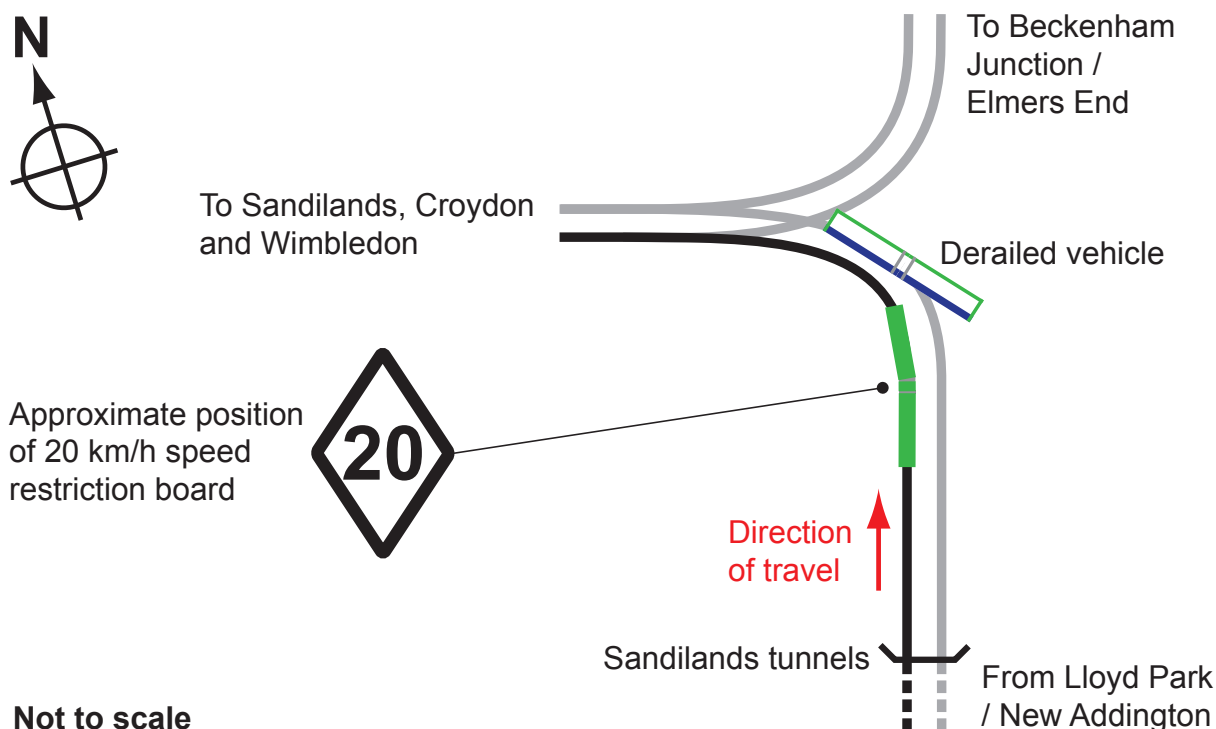 N
To Beckenham
Junction /
Elmers End
To Sandilands, Croydon
and Wimbledon
Derailed vehicle
Approximate position
of 20 km/h speed
restriction board
20
Direction
of travel
Sandilands tunnels
From Lloyd Park
/ New Addington
Not to scale